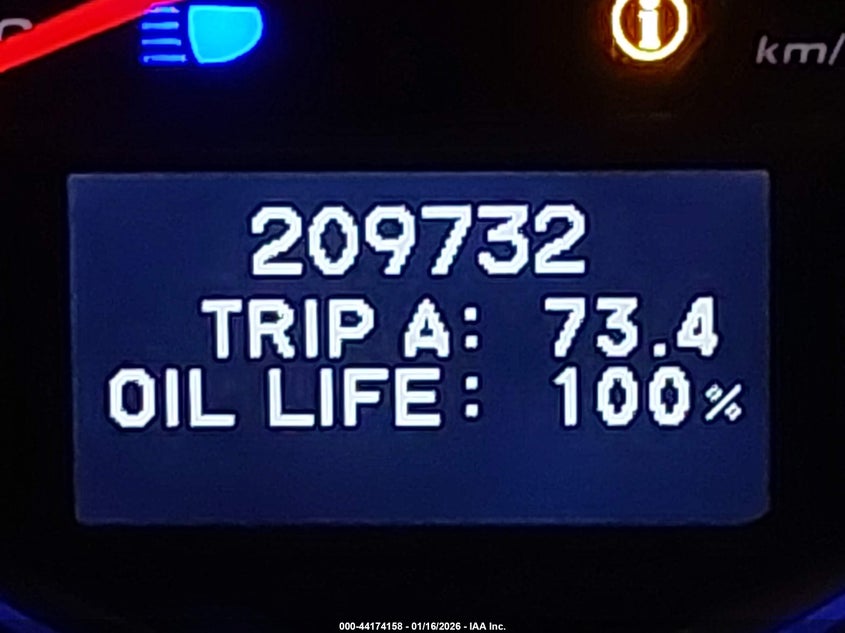 C
km/
209732
TRIP A: 73.4
OIL LIFE: 100%
000-44174158 - 01/16/2026 - IAA Inc.